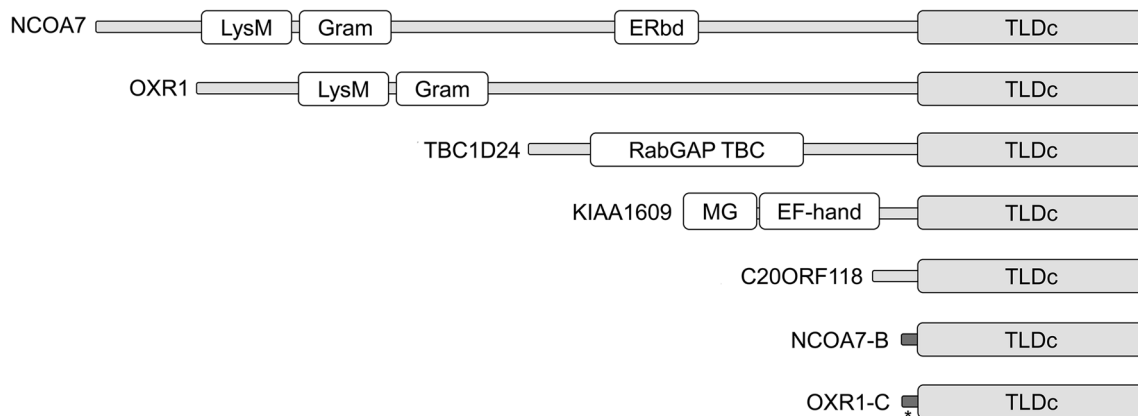 NCOA7 LysM Gram ERbd TLDc
OXR1 LysM Gram TLDc
TBC1D24 RabGAP TBC TLDc
KIAA1609 MG EF-hand TLDc
C20ORF118 TLDc
NCOA7-B TLDc
OXR1-C TLDc
*